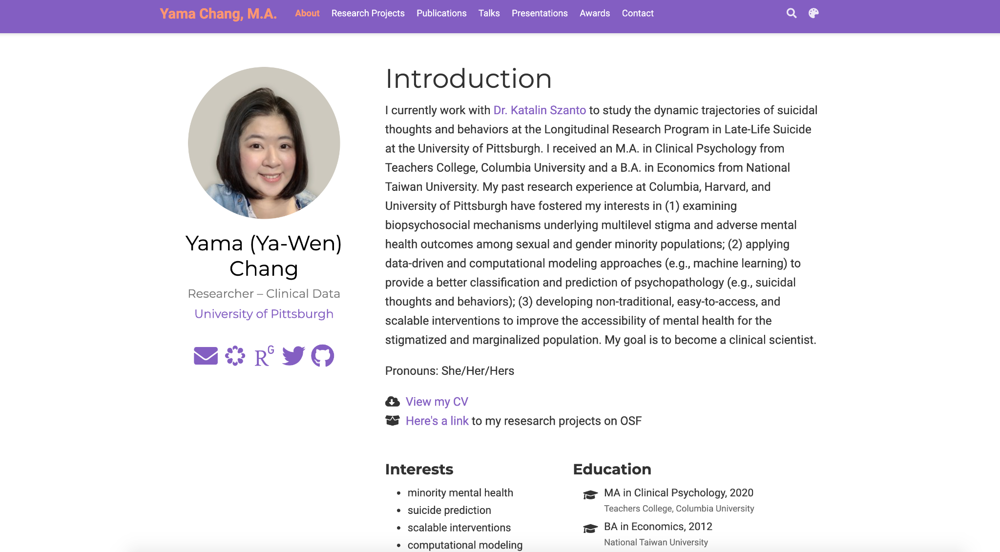 Yama Chang, M.A. About Research Projects Publications Talks Presentations Awards Contact
Yama (Ya-Wen)
Chang
Researcher – Clinical Data
University of Pittsburgh
RG
Introduction
I currently work with Dr. Katalin Szanto to study the dynamic trajectories of suicidal
thoughts and behaviors at the Longitudinal Research Program in Late-Life Suicide
at the University of Pittsburgh. I received an M.A. in Clinical Psychology from
Teachers College, Columbia University and a B.A. in Economics from National
Taiwan University. My past research experience at Columbia, Harvard, and
University of Pittsburgh have fostered my interests in (1) examining
biopsychosocial mechanisms underlying multilevel stigma and adverse mental
health outcomes among sexual and gender minority populations; (2) applying
data-driven and computational modeling approaches (e.g., machine learning) to
provide a better classification and prediction of psychopathology (e.g., suicidal
thoughts and behaviors); (3) developing non-traditional, easy-to-access, and
scalable interventions to improve the accessibility of mental health for the
stigmatized and marginalized population. My goal is to become a clinical scientist.
Pronouns: She/Her/Hers
View my CV
Here's a link to my resesarch projects on OSF
Interests
• minority mental health
• suicide prediction
• scalable interventions
• computational modeling
Education
MA in Clinical Psychology, 2020
Teachers College, Columbia University
BA in Economics, 2012
National Taiwan University